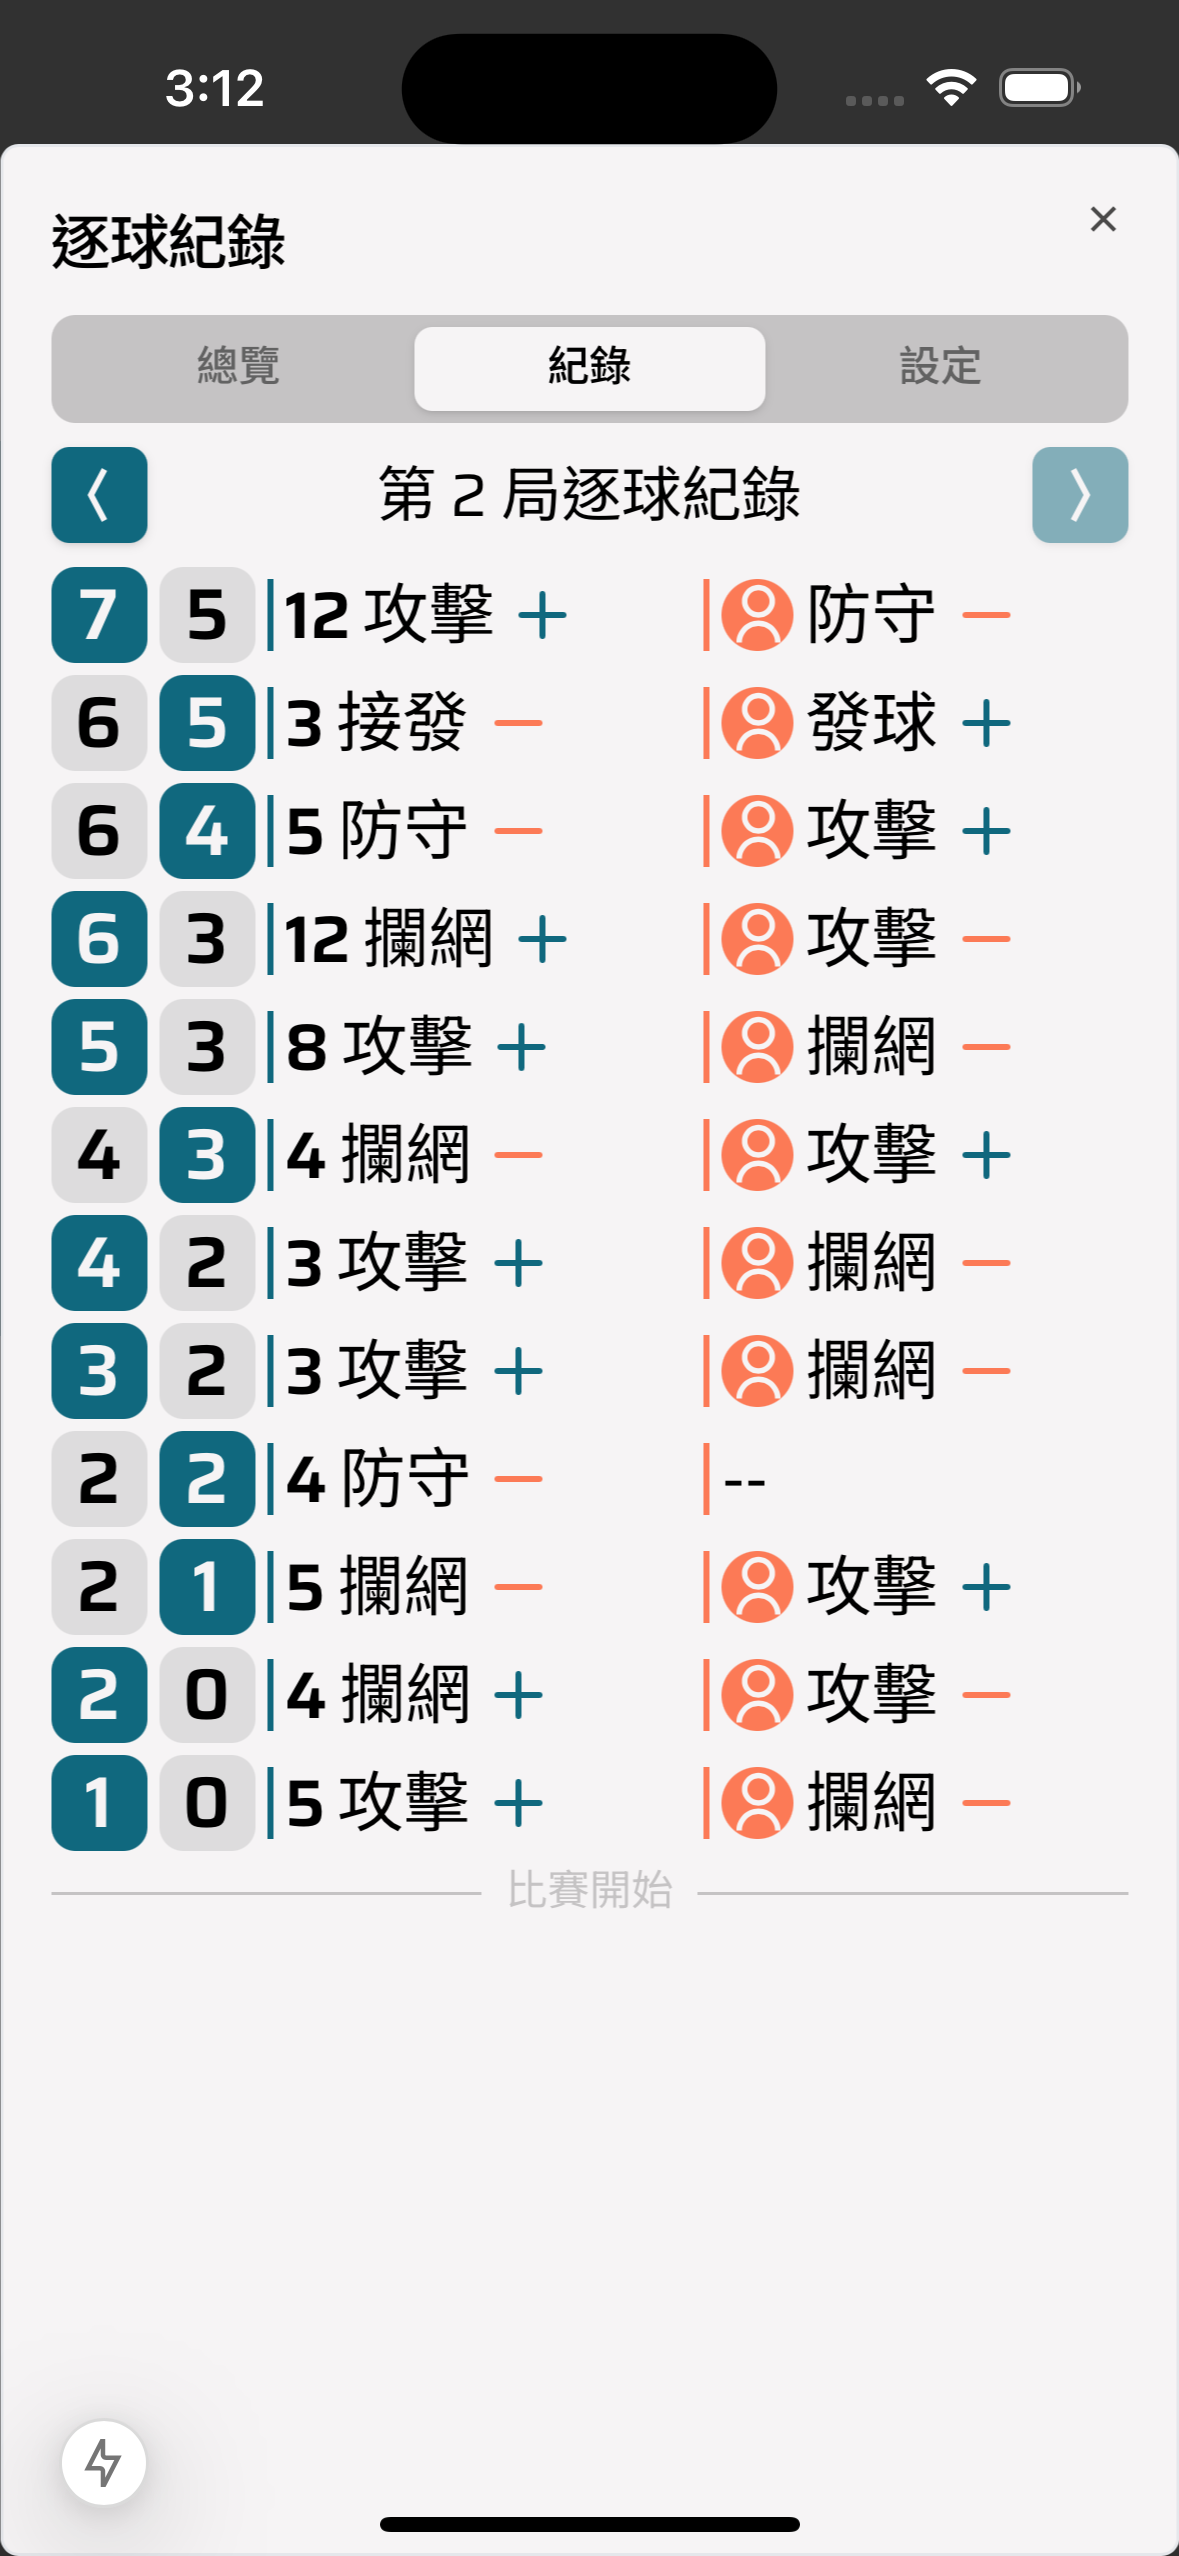 3:12
逐球紀錄
總覽 紀錄 設定
第 2 局逐球紀錄
7 5 12 攻擊 + 防守 −
6 5 3 接發 − 發球 +
6 4 5 防守 − 攻擊 +
6 3 12 攔網 + 攻擊 −
5 3 8 攻擊 + 攔網 −
4 3 4 攔網 − 攻擊 +
4 2 3 攻擊 + 攔網 −
3 2 3 攻擊 + 攔網 −
2 2 4 防守 − --
2 1 5 攔網 − 攻擊 +
2 0 4 攔網 + 攻擊 −
1 0 5 攻擊 + 攔網 −
比賽開始